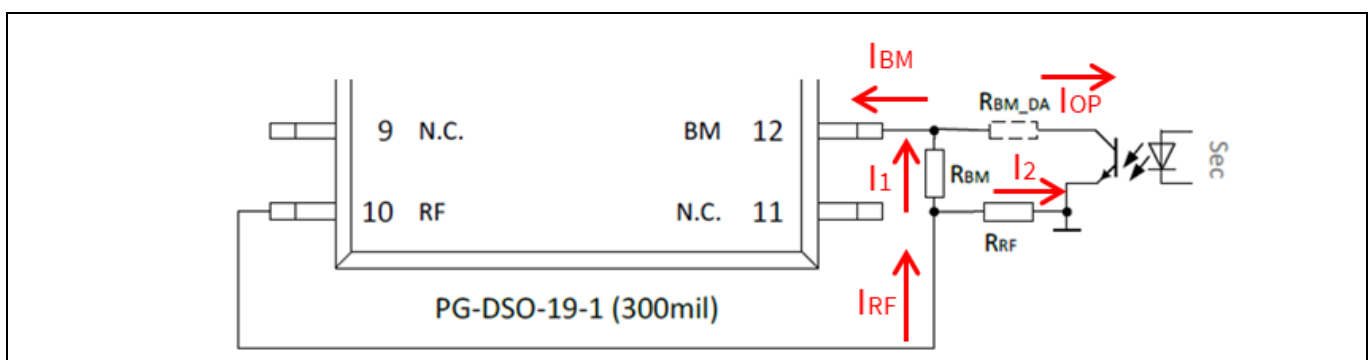 IBM
RBM_DA IOP
9 N.C. BM 12
Sec
I1 RBM I2
10 RF N.C. 11
RRF
IRF
PG-DSO-19-1 (300mil)